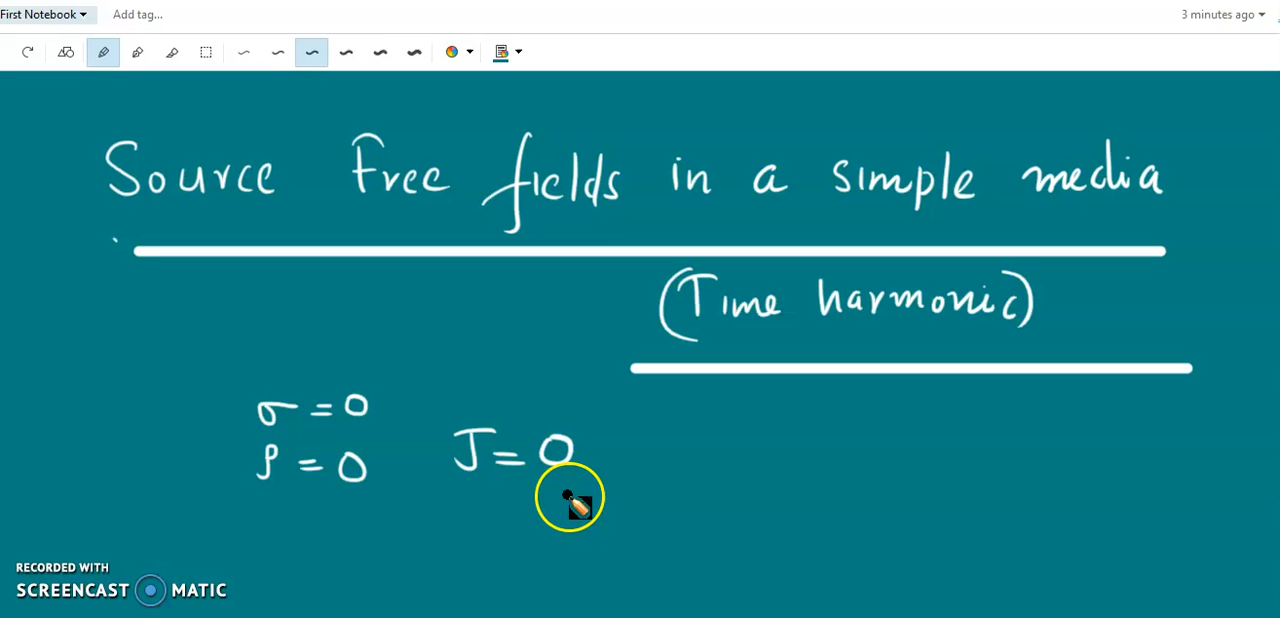 First Notebook
Add tag...
3 minutes ago
Source Free fields in a simple media
(Time harmonic)
σ = 0
ρ = 0
J = 0
RECORDED WITH
SCREENCAST MATIC